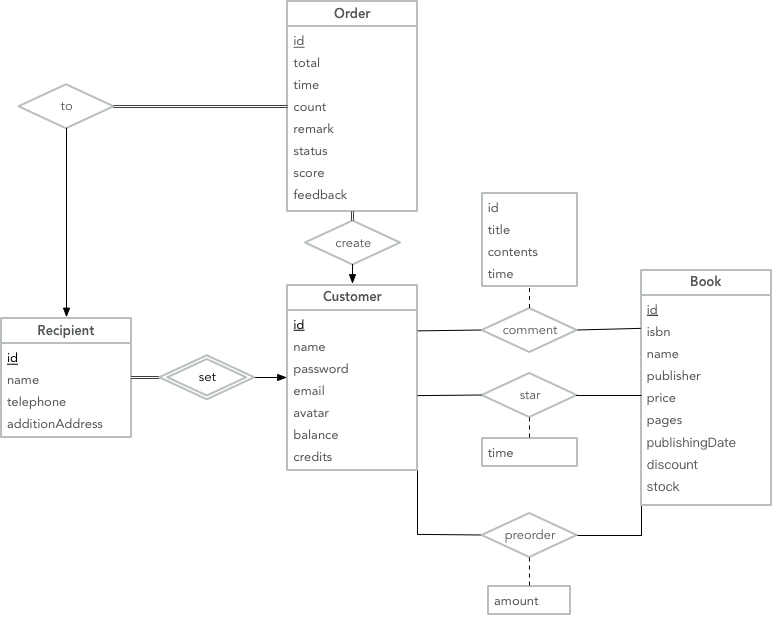 Order
id
total
time
count
remark
status
score
feedback
to
create
id
title
contents
time
Customer
id
name
password
email
avatar
balance
credits
comment
Book
id
isbn
name
publisher
price
pages
publishingDate
discount
stock
Recipient
id
name
telephone
additionAddress
set
star
time
preorder
amount